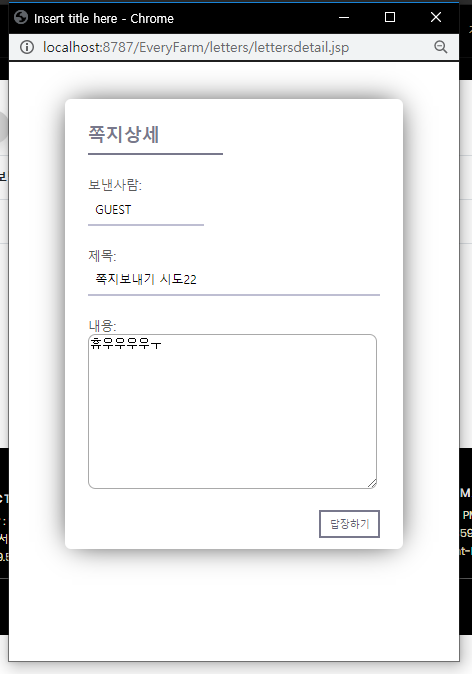 Insert title here - Chrome
localhost:8787/EveryFarm/letters/lettersdetail.jsp
쪽지상세
보낸사람:
GUEST
제목:
쪽지보내기 시도22
내용:
휴우우우우ㅜ
답장하기